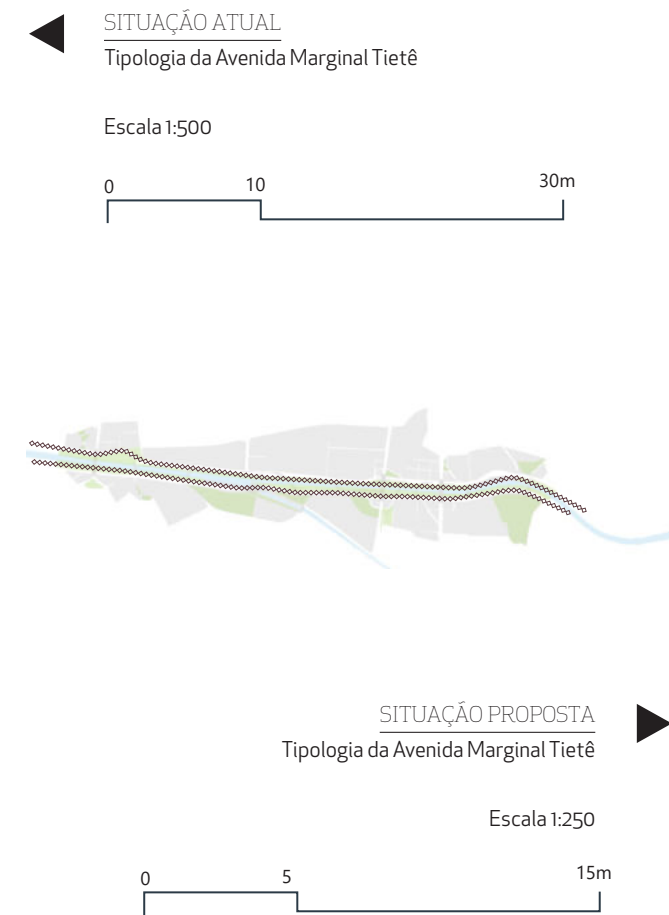 SITUAÇÃO ATUAL
Tipologia da Avenida Marginal Tietê
Escala 1:500
0 10 30m
SITUAÇÃO PROPOSTA
Tipologia da Avenida Marginal Tietê
Escala 1:250
0 5 15m